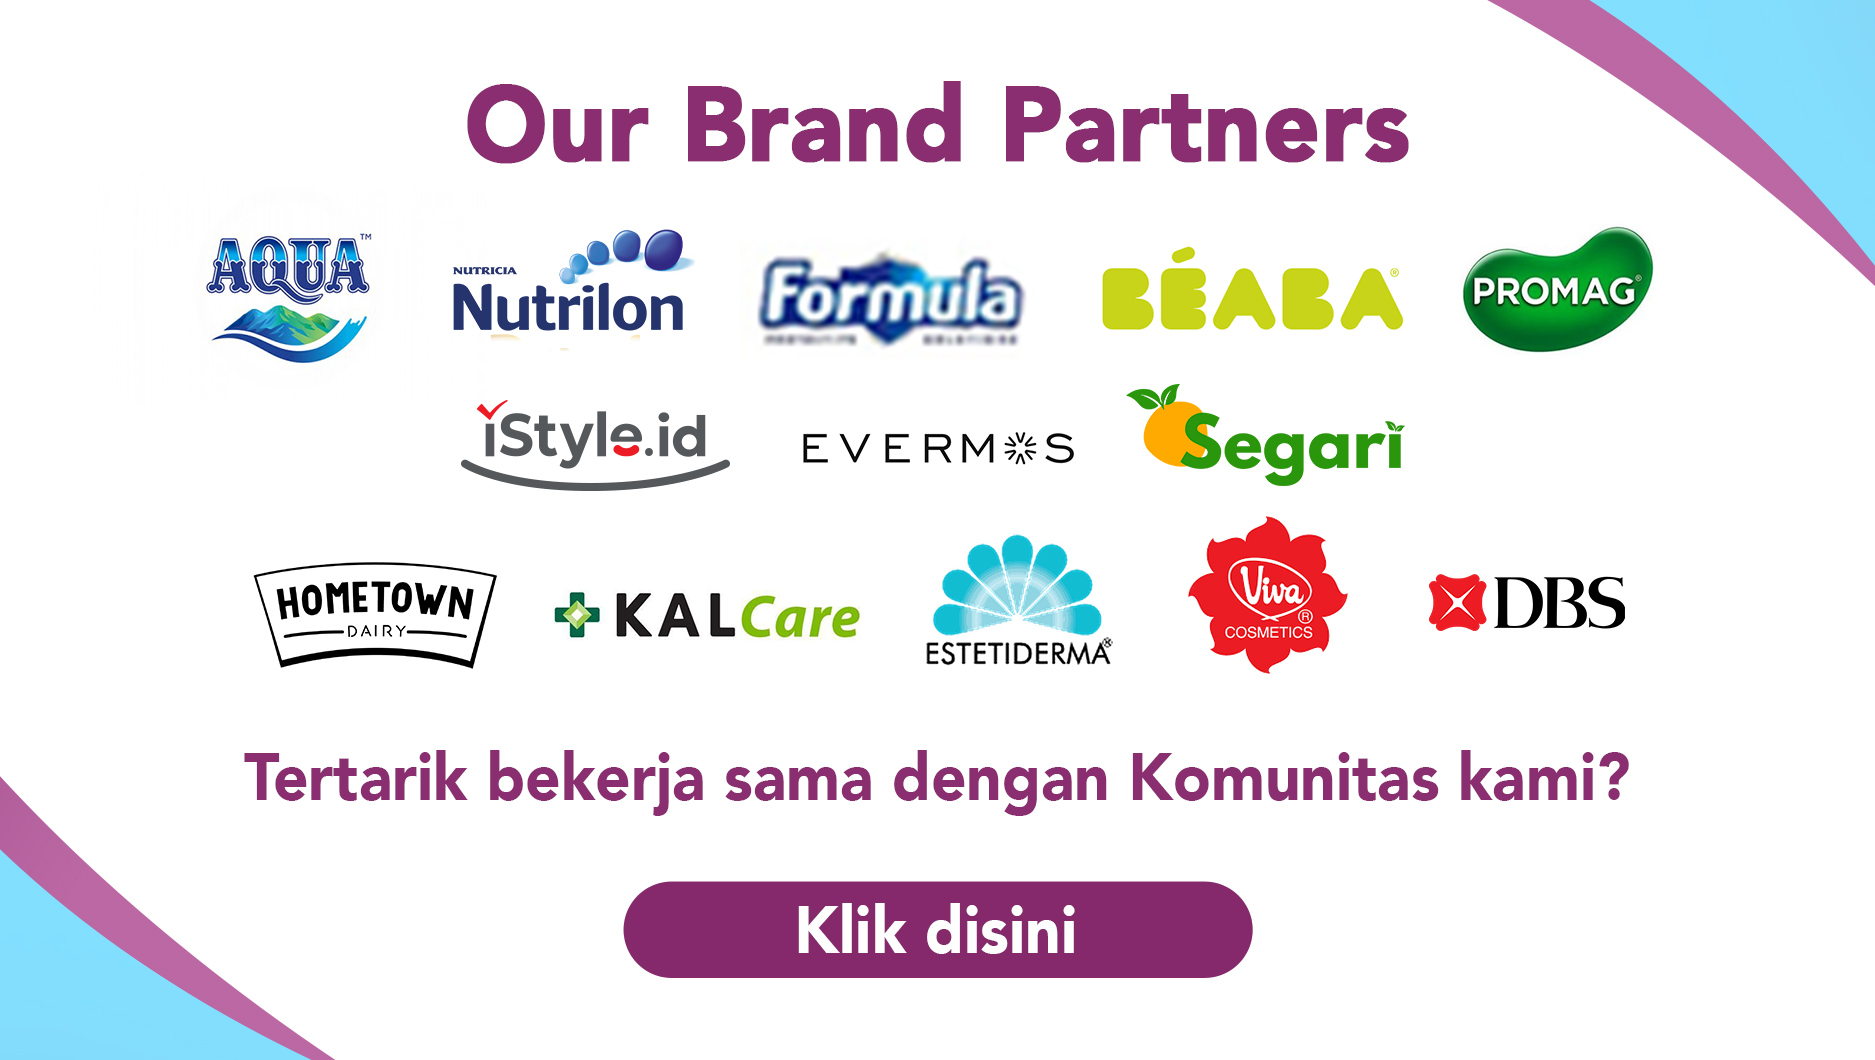 Our Brand Partners
AQUA™
NUTRICIA
Nutrilon
Formula
BÉABA®
PROMAG®
iStyle.id
EVERMOS
Segari
HOMETOWN
DAIRY
KALCare
ESTETIDERMA®
Viva®
COSMETICS
DBS
Tertarik bekerja sama dengan Komunitas kami?
Klik disini